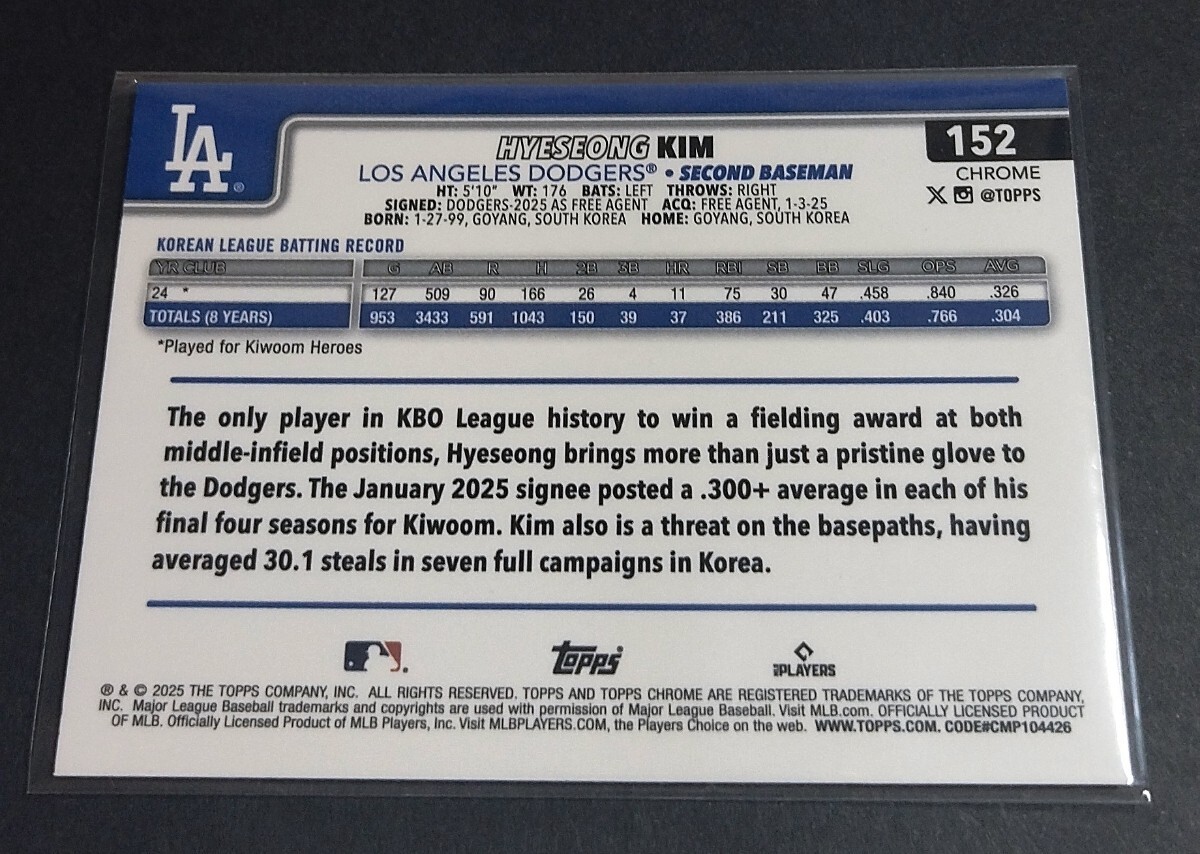 LA®
HYESEONG KIM
152
LOS ANGELES DODGERS® • SECOND BASEMAN
CHROME
HT: 5'10" WT: 176 BATS: LEFT THROWS: RIGHT
X @TOPPS
SIGNED: DODGERS-2025 AS FREE AGENT ACQ: FREE AGENT, 1-3-25
BORN: 1-27-99, GOYANG, SOUTH KOREA HOME: GOYANG, SOUTH KOREA
KOREAN LEAGUE BATTING RECORD
YR CLUB G AB R H 2B 3B HR RBI SB BB SLG OPS AVG
24 * 127 509 90 166 26 4 11 75 30 47 .458 .840 .326
TOTALS (8 YEARS) 953 3433 591 1043 150 39 37 386 211 325 .403 .766 .304
*Played for Kiwoom Heroes
The only player in KBO League history to win a fielding award at both
middle-infield positions, Hyeseong brings more than just a pristine glove to
the Dodgers. The January 2025 signee posted a .300+ average in each of his
final four seasons for Kiwoom. Kim also is a threat on the basepaths, having
averaged 30.1 steals in seven full campaigns in Korea.
topps
MLB PLAYERS
® & © 2025 THE TOPPS COMPANY, INC. ALL RIGHTS RESERVED. TOPPS AND TOPPS CHROME ARE REGISTERED TRADEMARKS OF THE TOPPS COMPANY,
INC. Major League Baseball trademarks and copyrights are used with permission of Major League Baseball. Visit MLB.com. OFFICIALLY LICENSED PRODUCT
OF MLB. Officially Licensed Product of MLB Players, Inc. Visit MLBPLAYERS.COM, the Players Choice on the web. WWW.TOPPS.COM. CODE#CMP104426